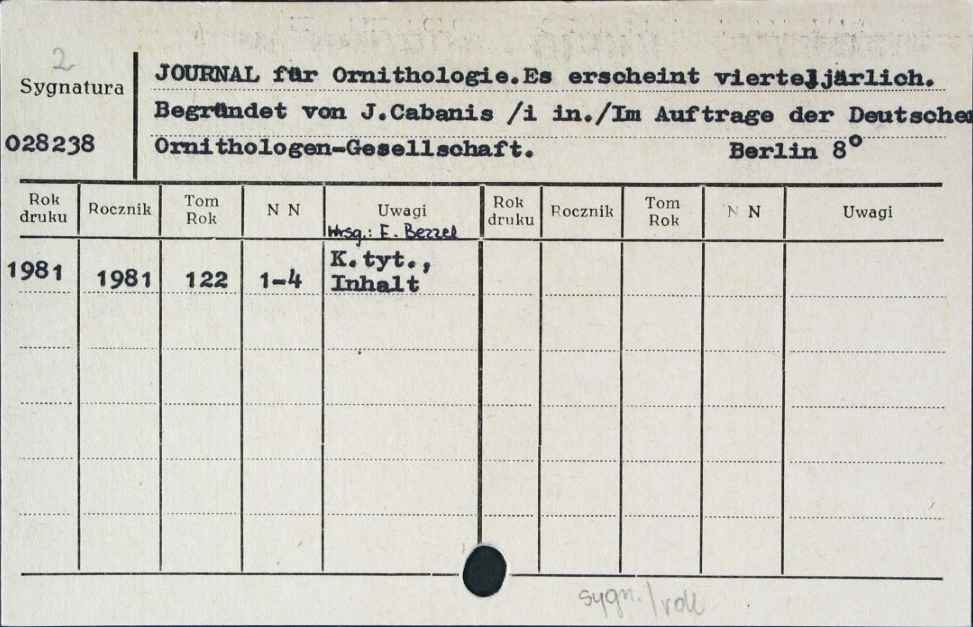 2
Sygnatura
028238
JOURNAL für Ornithologie.Es erscheint vierteljärlich.
Begründet von J.Cabanis /i in./Im Auftrage der Deutschen
Ornithologen-Gesellschaft. Berlin 8°
Rok druku Rocznik Tom Rok N N Uwagi Rok druku Rocznik Tom Rok N N Uwagi
Hrsg.: E. Bezzel
1981 1981 122 1-4 K.tyt.,
Inhalt
sygn./